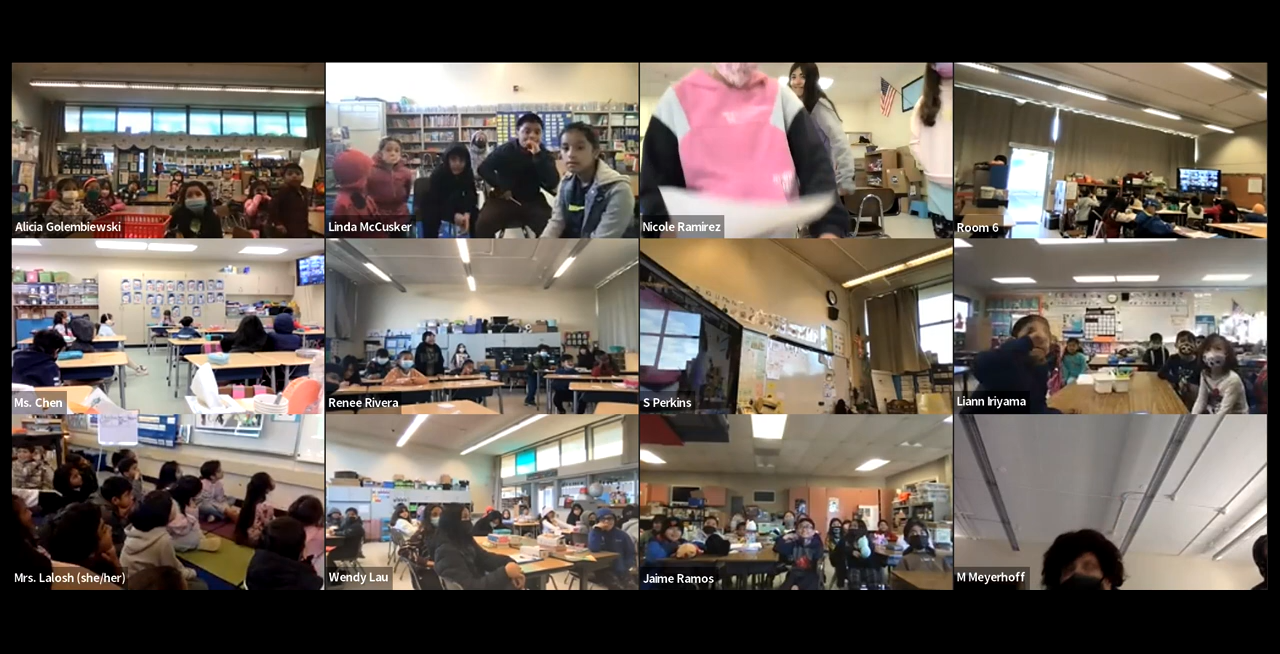 Alicia Golembiewski
Linda McCusker
Nicole Ramirez
Room 6
Ms. Chen
Renee Rivera
S Perkins
Liann Iriyama
Mrs. Lalosh (she/her)
Wendy Lau
Jaime Ramos
M Meyerhoff